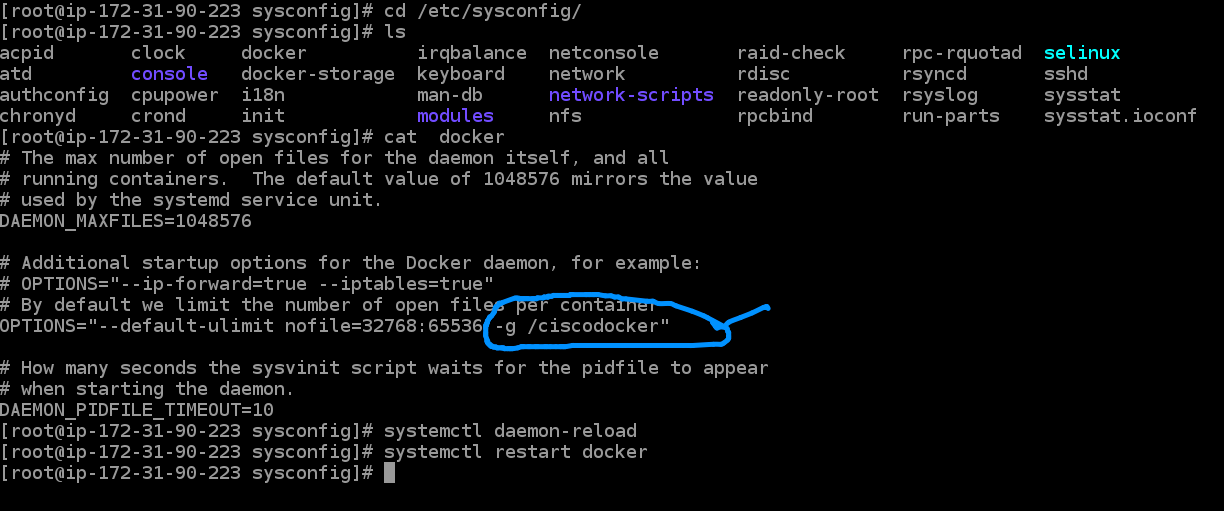 [root@ip-172-31-90-223 sysconfig]# cd /etc/sysconfig/
[root@ip-172-31-90-223 sysconfig]# ls
acpid clock docker irqbalance netconsole raid-check rpc-rquotad selinux
atd console docker-storage keyboard network rdisc rsyncd sshd
authconfig cpupower i18n man-db network-scripts readonly-root rsyslog sysstat
chronyd crond init modules nfs rpcbind run-parts sysstat.ioconf
[root@ip-172-31-90-223 sysconfig]# cat  docker
# The max number of open files for the daemon itself, and all
# running containers.  The default value of 1048576 mirrors the value
# used by the systemd service unit.
DAEMON_MAXFILES=1048576
# Additional startup options for the Docker daemon, for example:
# OPTIONS="--ip-forward=true --iptables=true"
# By default we limit the number of open files per container
OPTIONS="--default-ulimit nofile=32768:65536 -g /ciscodocker"
# How many seconds the sysvinit script waits for the pidfile to appear
# when starting the daemon.
DAEMON_PIDFILE_TIMEOUT=10
[root@ip-172-31-90-223 sysconfig]# systemctl daemon-reload
[root@ip-172-31-90-223 sysconfig]# systemctl restart docker
[root@ip-172-31-90-223 sysconfig]#